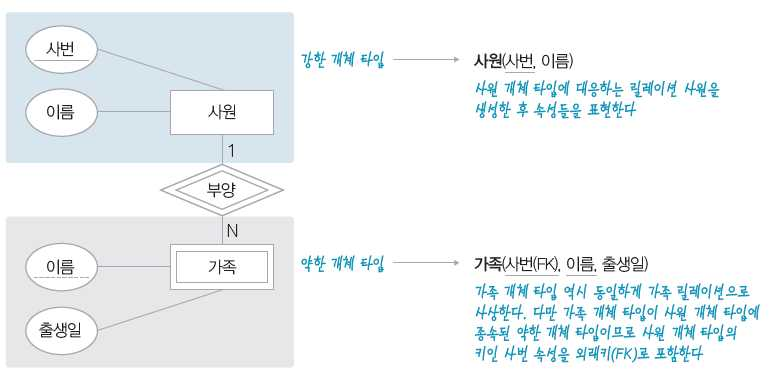 사번
이름
사원
1
부양
N
이름
가족
출생일
강한 개체 타입
사원(사번, 이름)
사원 개체 타입에 대응하는 릴레이션 사원을
생성한 후 속성들을 표현한다
약한 개체 타입
가족(사번(FK), 이름, 출생일)
가족 개체 타입 역시 동일하게 가족 릴레이션으로
사상한다. 다만 가족 개체 타입이 사원 개체 타입에
종속된 약한 개체 타입이므로 사원 개체 타입의
키인 사번 속성을 외래키(FK)로 포함한다